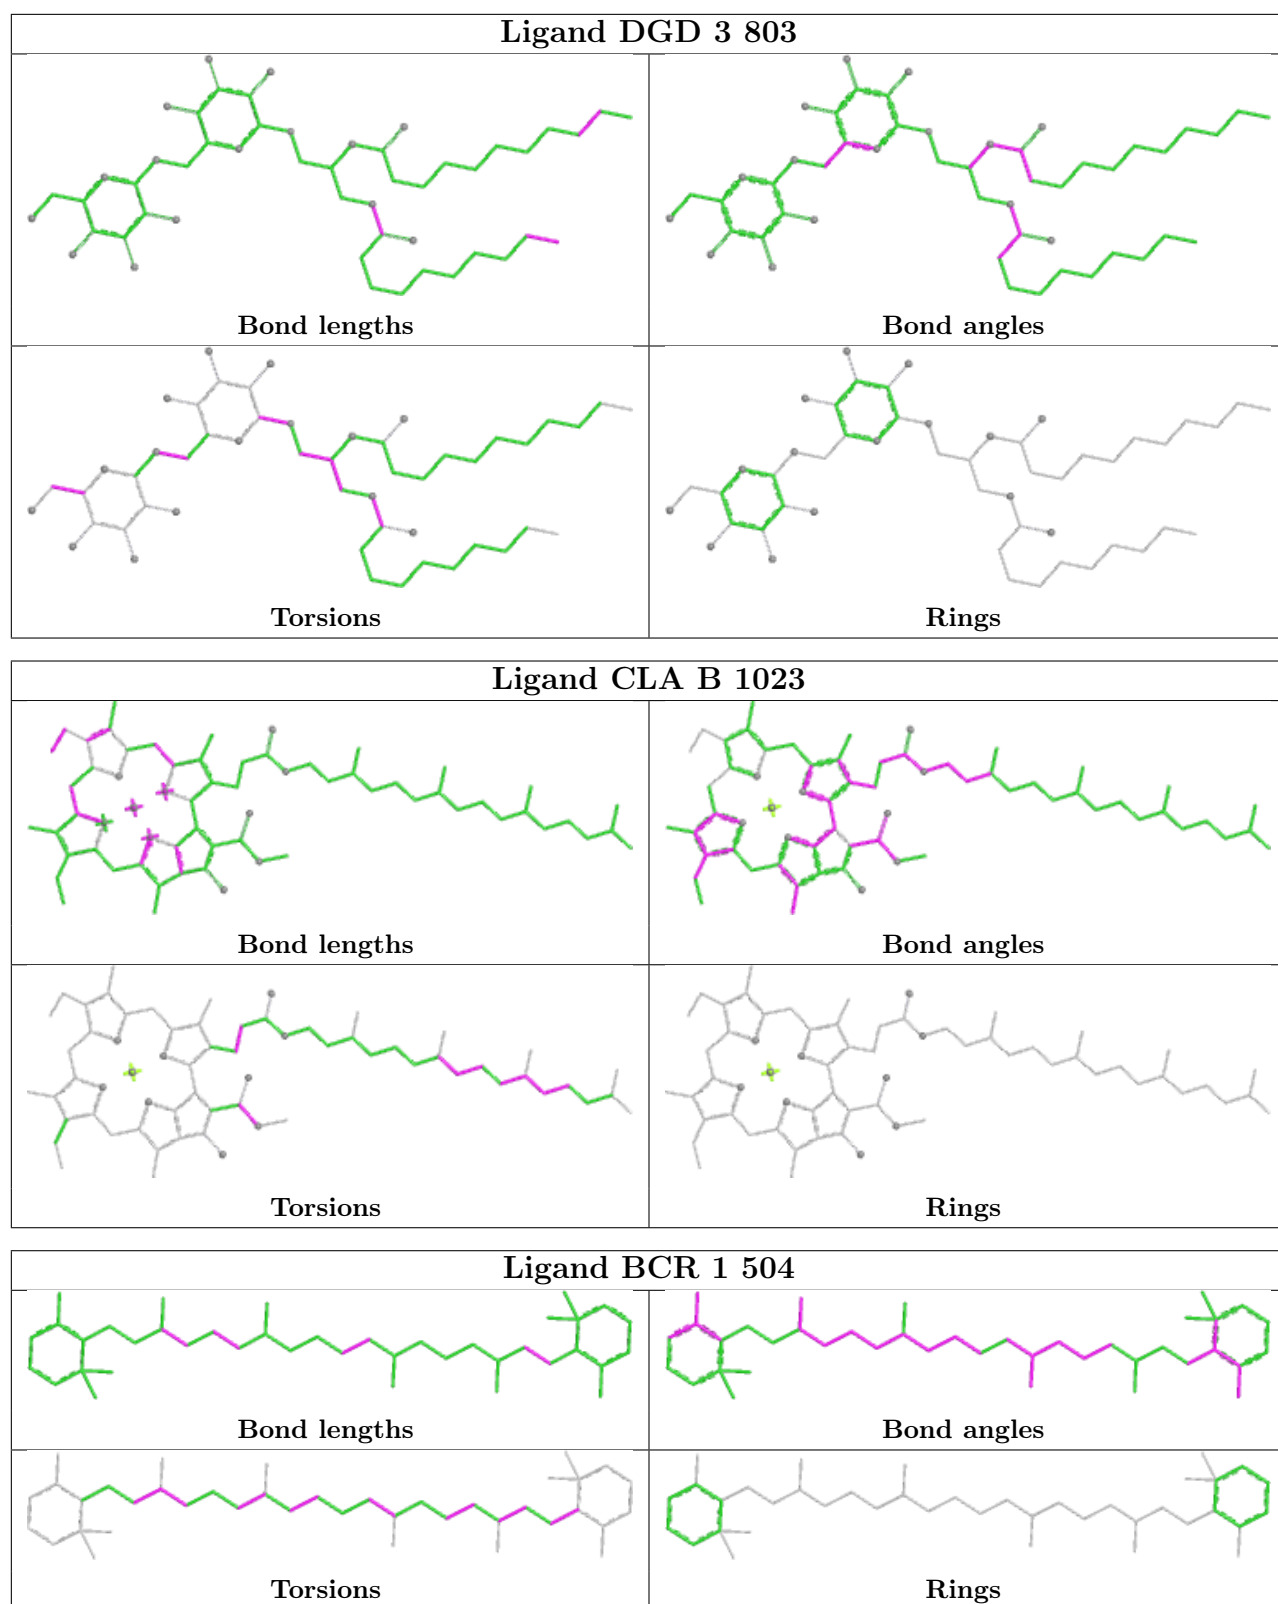 Ligand DGD 3 803
Bond lengths
Bond angles
Torsions
Rings
Ligand CLA B 1023
Bond lengths
Bond angles
Torsions
Rings
Ligand BCR 1 504
Bond lengths
Bond angles
Torsions
Rings